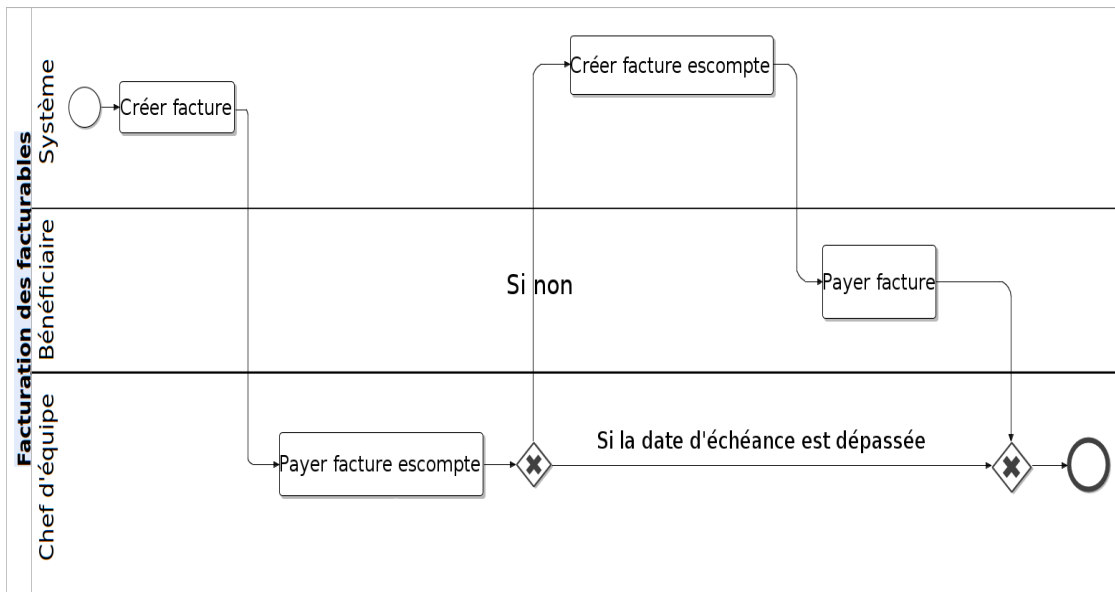 Facturation des facturables
Système
Créer facture
Créer facture escompte
Bénéficiaire
Si non
Payer facture
Chef d'équipe
Payer facture escompte
Si la date d'échéance est dépassée